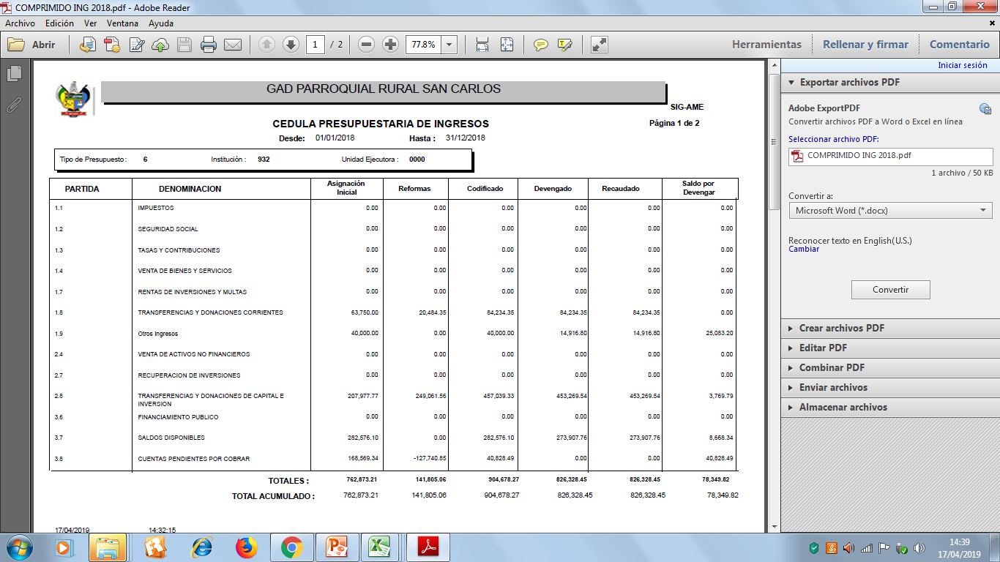 COMPRIMIDO ING 2018.pdf - Adobe Reader
Archivo Edición Ver Ventana Ayuda
Abrir 1 / 2 77.8% Herramientas Rellenar y firmar Comentario
Iniciar sesión
GAD PARROQUIAL RURAL SAN CARLOS
SIG-AME
CEDULA PRESUPUESTARIA DE INGRESOS Página 1 de 2
Desde: 01/01/2018 Hasta : 31/12/2018
Tipo de Presupuesto : 6 Institución : 932 Unidad Ejecutora : 0000
PARTIDA DENOMINACION Asignación Inicial Reformas Codificado Devengado Recaudado Saldo por Devengar
1.1 IMPUESTOS 0.00 0.00 0.00 0.00 0.00 0.00
1.2 SEGURIDAD SOCIAL 0.00 0.00 0.00 0.00 0.00 0.00
1.3 TASAS Y CONTRIBUCIONES 0.00 0.00 0.00 0.00 0.00 0.00
1.4 VENTA DE BIENES Y SERVICIOS 0.00 0.00 0.00 0.00 0.00 0.00
1.7 RENTAS DE INVERSIONES Y MULTAS 0.00 0.00 0.00 0.00 0.00 0.00
1.8 TRANSFERENCIAS Y DONACIONES CORRIENTES 63,750.00 20,484.35 84,234.35 84,234.35 84,234.35 0.00
1.9 Otros Ingresos 40,000.00 0.00 40,000.00 14,916.80 14,916.80 25,083.20
2.4 VENTA DE ACTIVOS NO FINANCIEROS 0.00 0.00 0.00 0.00 0.00 0.00
2.7 RECUPERACION DE INVERSIONES 0.00 0.00 0.00 0.00 0.00 0.00
2.8 TRANSFERENCIAS Y DONACIONES DE CAPITAL E 207,977.77 249,061.56 457,039.33 453,269.54 453,269.54 3,769.79
INVERSION
3.6 FINANCIAMIENTO PUBLICO 0.00 0.00 0.00 0.00 0.00 0.00
3.7 SALDOS DISPONIBLES 282,576.10 0.00 282,576.10 273,907.76 273,907.76 8,668.34
3.8 CUENTAS PENDIENTES POR COBRAR 168,569.34 -127,740.85 40,828.49 0.00 0.00 40,828.49
TOTALES : 762,873.21 141,805.06 904,678.27 826,328.45 826,328.45 78,349.82
TOTAL ACUMULADO : 762,873.21 141,805.06 904,678.27 826,328.45 826,328.45 78,349.82
17/04/2019 14:32:15
Exportar archivos PDF
Adobe ExportPDF
Convertir archivos PDF a Word o Excel en línea
Seleccionar archivo PDF:
COMPRIMIDO ING 2018.pdf
1 archivo / 50 KB
Convertir a:
Microsoft Word (*.docx)
Reconocer texto en English(U.S.)
Cambiar
Convertir
Crear archivos PDF
Editar PDF
Combinar PDF
Enviar archivos
Almacenar archivos
14:39
17/04/2019